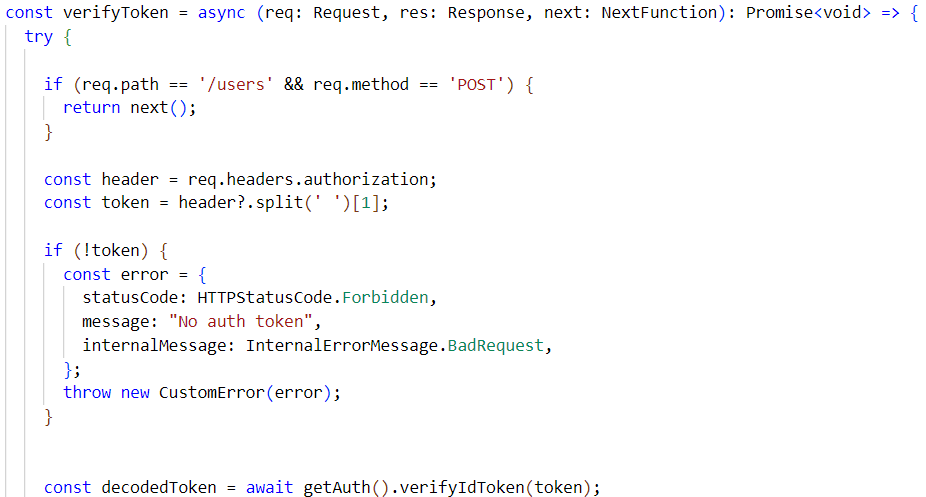 const verifyToken = async (req: Request, res: Response, next: NextFunction): Promise<void> => {
try {
if (req.path == '/users' && req.method == 'POST') {
return next();
}
const header = req.headers.authorization;
const token = header?.split(' ')[1];
if (!token) {
const error = {
statusCode: HTTPStatusCode.Forbidden,
message: "No auth token",
internalMessage: InternalErrorMessage.BadRequest,
};
throw new CustomError(error);
}
const decodedToken = await getAuth().verifyIdToken(token);